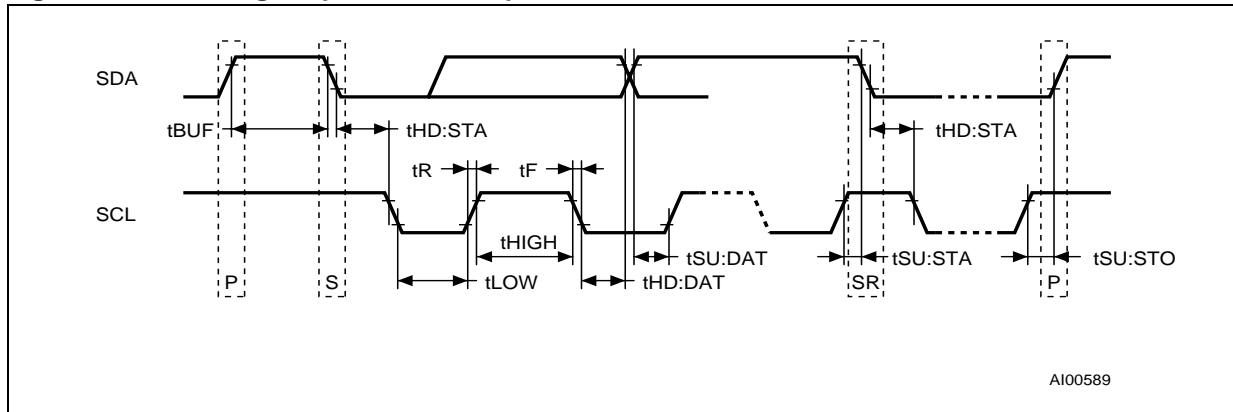 SDA
tBUF
tHD:STA
tHD:STA
tR
tF
SCL
tHIGH
tSU:DAT
tSU:STA
tSU:STO
P
S
tLOW
tHD:DAT
SR
P
AI00589